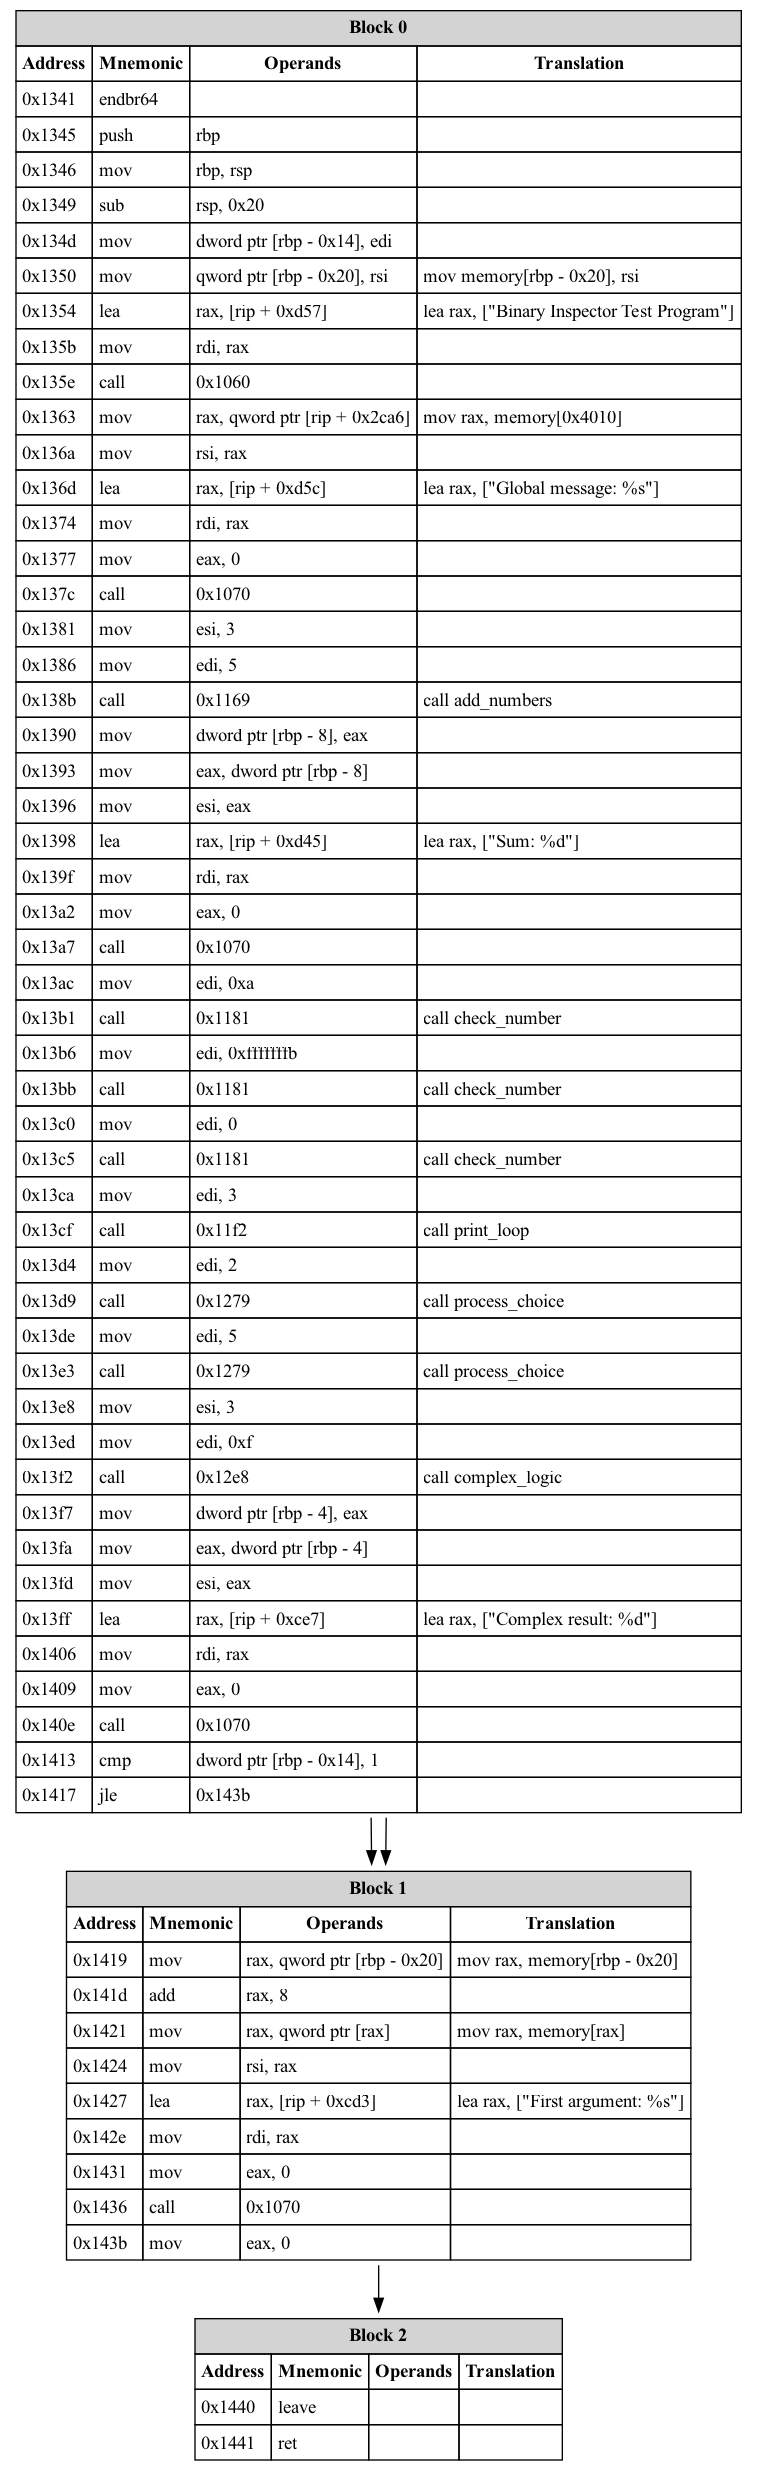 Block 0
Address Mnemonic Operands Translation
0x1341 endbr64
0x1345 push rbp
0x1346 mov rbp, rsp
0x1349 sub rsp, 0x20
0x134d mov dword ptr [rbp - 0x14], edi
0x1350 mov qword ptr [rbp - 0x20], rsi mov memory[rbp - 0x20], rsi
0x1354 lea rax, [rip + 0xd57] lea rax, ["Binary Inspector Test Program"]
0x135b mov rdi, rax
0x135e call 0x1060
0x1363 mov rax, qword ptr [rip + 0x2ca6] mov rax, memory[0x4010]
0x136a mov rsi, rax
0x136d lea rax, [rip + 0xd5c] lea rax, ["Global message: %s"]
0x1374 mov rdi, rax
0x1377 mov eax, 0
0x137c call 0x1070
0x1381 mov esi, 3
0x1386 mov edi, 5
0x138b call 0x1169 call add_numbers
0x1390 mov dword ptr [rbp - 8], eax
0x1393 mov eax, dword ptr [rbp - 8]
0x1396 mov esi, eax
0x1398 lea rax, [rip + 0xd45] lea rax, ["Sum: %d"]
0x139f mov rdi, rax
0x13a2 mov eax, 0
0x13a7 call 0x1070
0x13ac mov edi, 0xa
0x13b1 call 0x1181 call check_number
0x13b6 mov edi, 0xfffffffb
0x13bb call 0x1181 call check_number
0x13c0 mov edi, 0
0x13c5 call 0x1181 call check_number
0x13ca mov edi, 3
0x13cf call 0x11f2 call print_loop
0x13d4 mov edi, 2
0x13d9 call 0x1279 call process_choice
0x13de mov edi, 5
0x13e3 call 0x1279 call process_choice
0x13e8 mov esi, 3
0x13ed mov edi, 0xf
0x13f2 call 0x12e8 call complex_logic
0x13f7 mov dword ptr [rbp - 4], eax
0x13fa mov eax, dword ptr [rbp - 4]
0x13fd mov esi, eax
0x13ff lea rax, [rip + 0xce7] lea rax, ["Complex result: %d"]
0x1406 mov rdi, rax
0x1409 mov eax, 0
0x140e call 0x1070
0x1413 cmp dword ptr [rbp - 0x14], 1
0x1417 jle 0x143b
Block 1
Address Mnemonic Operands Translation
0x1419 mov rax, qword ptr [rbp - 0x20] mov rax, memory[rbp - 0x20]
0x141d add rax, 8
0x1421 mov rax, qword ptr [rax] mov rax, memory[rax]
0x1424 mov rsi, rax
0x1427 lea rax, [rip + 0xcd3] lea rax, ["First argument: %s"]
0x142e mov rdi, rax
0x1431 mov eax, 0
0x1436 call 0x1070
0x143b mov eax, 0
Block 2
Address Mnemonic Operands Translation
0x1440 leave
0x1441 ret